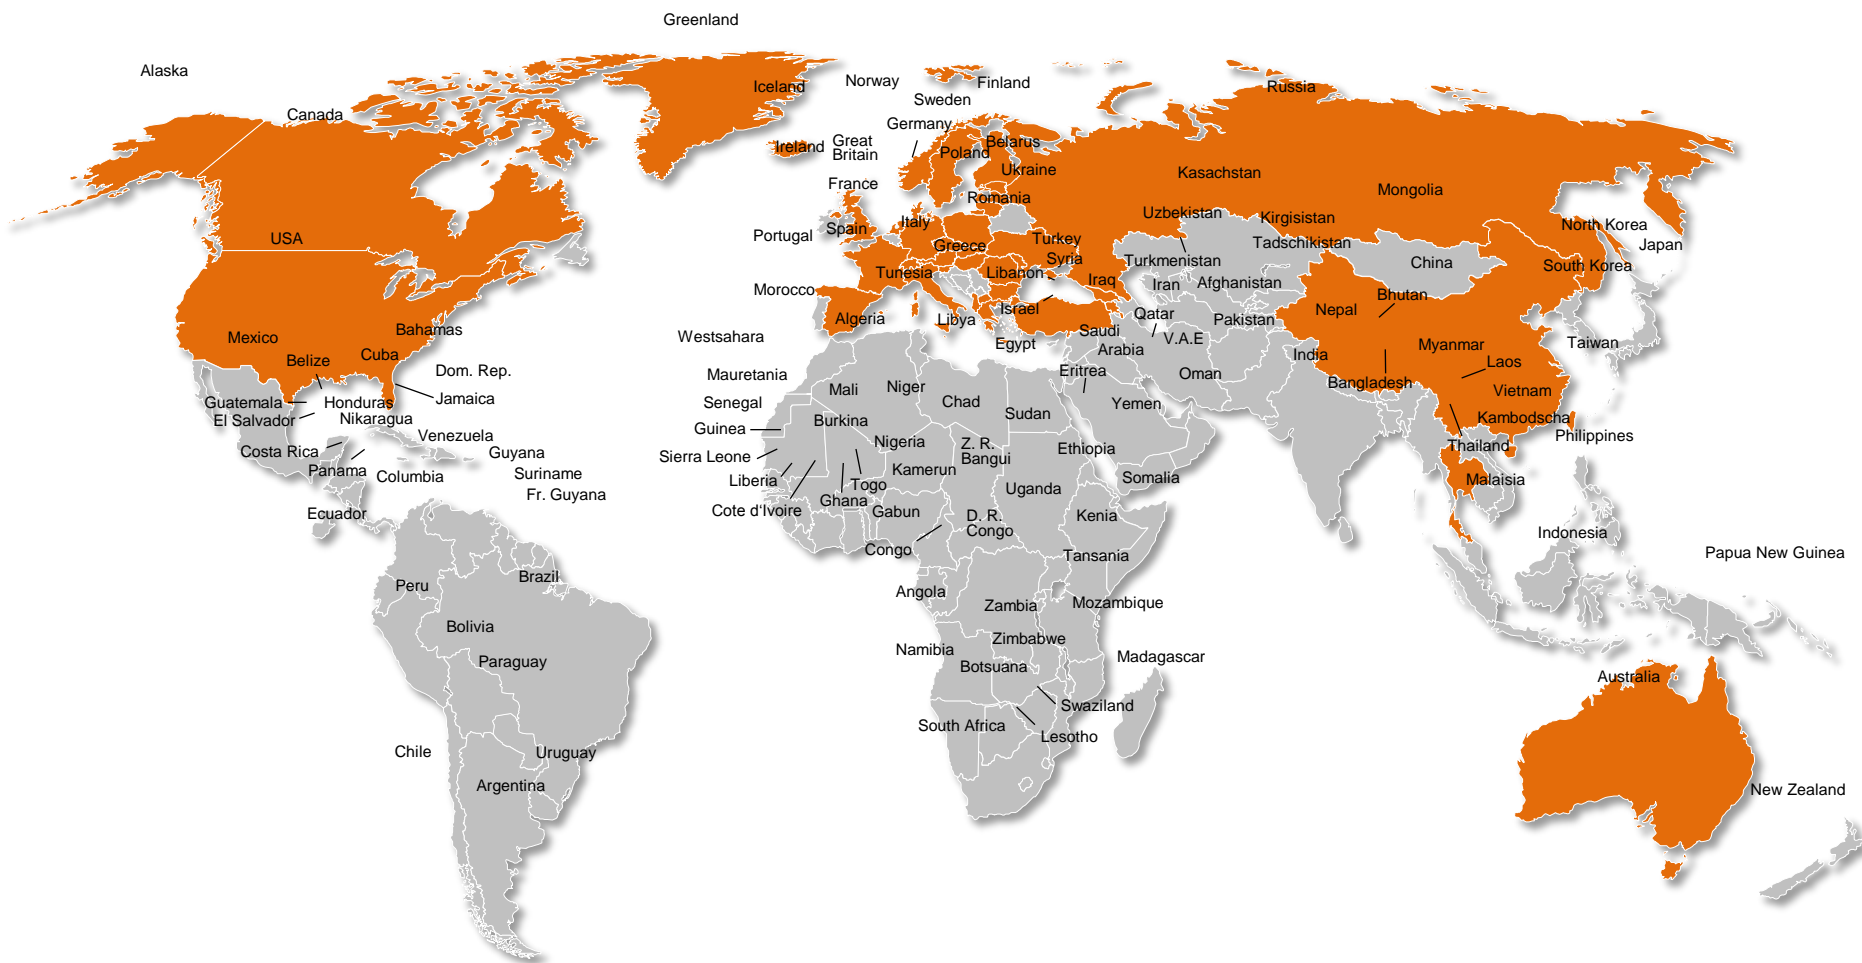 Greenland
Alaska
Canada
Iceland
Norway
Finland
Sweden
Russia
Germany
Ireland
Great
Britain
Poland
Belarus
Ukraine
Kasachstan
Mongolia
France
Romania
Uzbekistan
Kirgisistan
North Korea
USA
Portugal
Spain
Italy
Greece
Turkey
Tadschikistan
Japan
Syria
Turkmenistan
China
South Korea
Tunesia
Libanon
Iraq
Iran
Afghanistan
Morocco
Israel
Nepal
Bhutan
Algeria
Libya
Qatar
Pakistan
Mexico
Bahamas
Westsahara
Egypt
Saudi
Arabia
V.A.E
India
Myanmar
Taiwan
Belize
Cuba
Laos
Dom. Rep.
Mauretania
Mali
Niger
Eritrea
Oman
Bangladesh
Vietnam
Guatemala
Honduras
Jamaica
Senegal
Chad
Sudan
Yemen
El Salvador
Nikaragua
Guinea
Burkina
Kambodscha
Costa Rica
Venezuela
Guyana
Sierra Leone
Nigeria
Z. R.
Bangui
Ethiopia
Thailand
Philippines
Panama
Columbia
Suriname
Liberia
Togo
Kamerun
Uganda
Somalia
Malaisia
Fr. Guyana
Ecuador
Cote d'Ivoire
Ghana
Gabun
D. R.
Congo
Kenia
Congo
Tansania
Indonesia
Papua New Guinea
Peru
Brazil
Angola
Zambia
Mozambique
Bolivia
Namibia
Zimbabwe
Paraguay
Botsuana
Madagascar
Australia
Swaziland
South Africa
Lesotho
Chile
Uruguay
Argentina
New Zealand